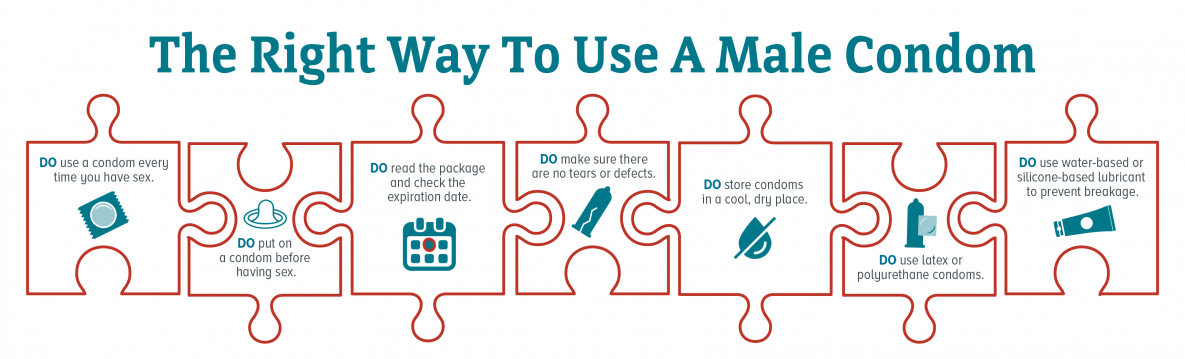 The Right Way To Use A Male Condom
DO use a condom every
time you have sex.
DO put on
a condom before
having sex.
DO read the package
and check the
expiration date.
DO make sure there
are no tears or defects.
DO store condoms
in a cool, dry place.
DO use latex or
polyurethane condoms.
DO use water-based or
silicone-based lubricant
to prevent breakage.